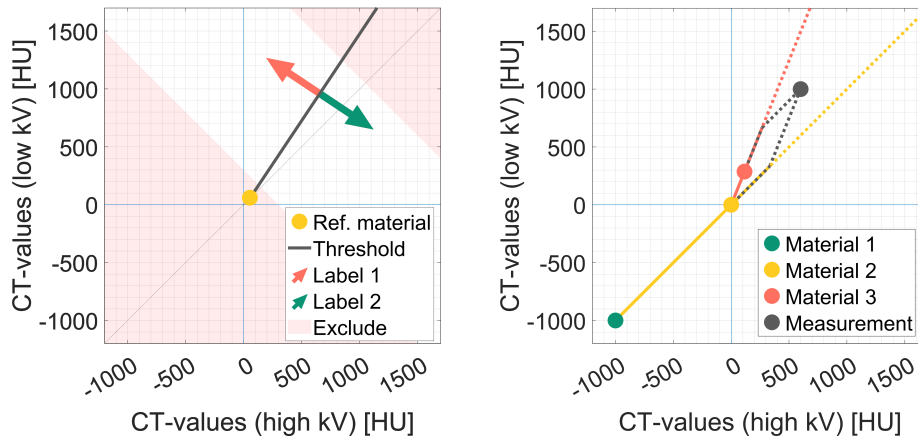 CT-values (low kV) [HU]
1500
1000
500
0
-500
-1000
Ref. material
Threshold
Label 1
Label 2
Exclude
-1000
-500
0
500
1000
1500
CT-values (high kV) [HU]
CT-values (low kV) [HU]
1500
1000
500
0
-500
-1000
Material 1
Material 2
Material 3
Measurement
-1000
-500
0
500
1000
1500
CT-values (high kV) [HU]